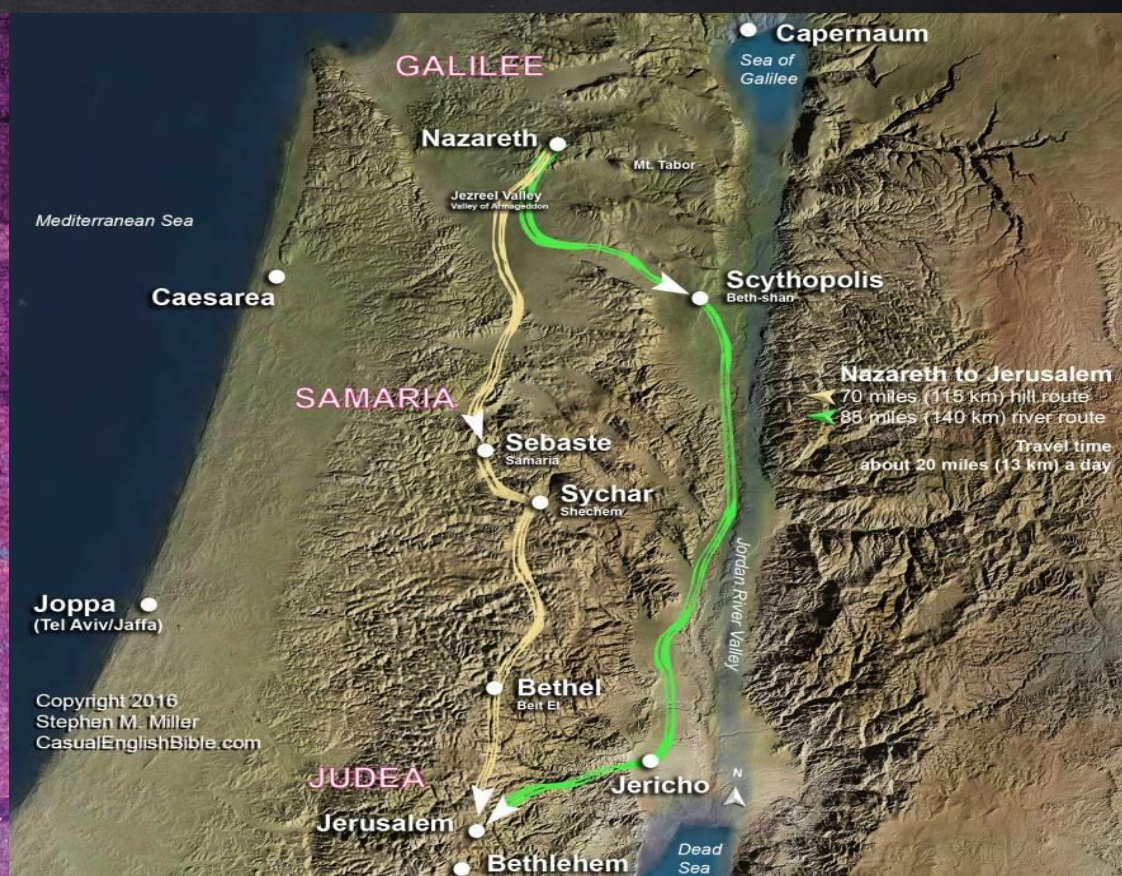 Capernaum
Sea of
Galilee
GALILEE
Nazareth
Mt. Tabor
Jezreel Valley
Valley of Armageddon
Mediterranean Sea
Caesarea
Scythopolis
Beth-shan
Nazareth to Jerusalem
70 miles (115 km) hill route
85 miles (140 km) river route
Travel time
about 20 miles (13 km) a day
SAMARIA
Sebaste
Samaria
Sychar
Shechem
Jordan River Valley
Joppa
(Tel Aviv/Jaffa)
Bethel
Beit El
Copyright 2016
Stephen M. Miller
CasualEnglishBible.com
JUDEA
Jericho
N
Jerusalem
Bethlehem
Dead
Sea